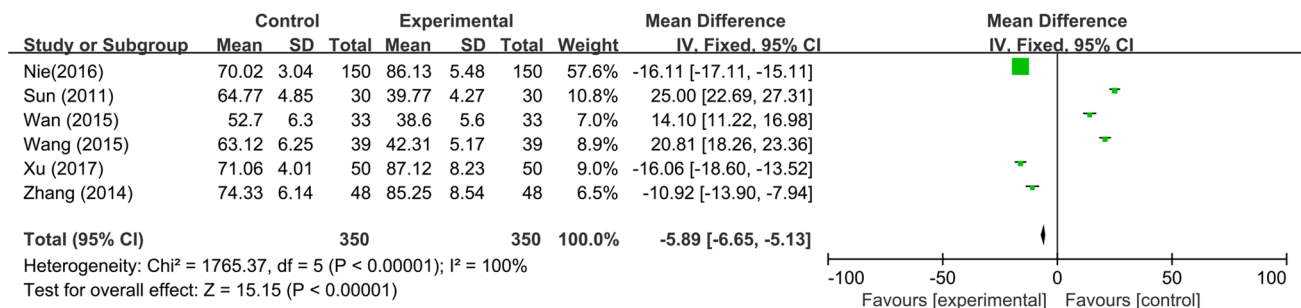 Control Experimental Mean Difference Mean Difference
Study or Subgroup Mean SD Total Mean SD Total Weight IV, Fixed, 95% CI IV, Fixed, 95% CI
Nie(2016) 70.02 3.04 150 86.13 5.48 150 57.6% -16.11 [-17.11, -15.11]
Sun (2011) 64.77 4.85 30 39.77 4.27 30 10.8% 25.00 [22.69, 27.31]
Wan (2015) 52.7 6.3 33 38.6 5.6 33 7.0% 14.10 [11.22, 16.98]
Wang (2015) 63.12 6.25 39 42.31 5.17 39 8.9% 20.81 [18.26, 23.36]
Xu (2017) 71.06 4.01 50 87.12 8.23 50 9.0% -16.06 [-18.60, -13.52]
Zhang (2014) 74.33 6.14 48 85.25 8.54 48 6.5% -10.92 [-13.90, -7.94]
Total (95% CI) 350 350 100.0% -5.89 [-6.65, -5.13]
Heterogeneity: Chi² = 1765.37, df = 5 (P < 0.00001); I² = 100%
Test for overall effect: Z = 15.15 (P < 0.00001)
-100 -50 0 50 100
Favours [experimental] Favours [control]